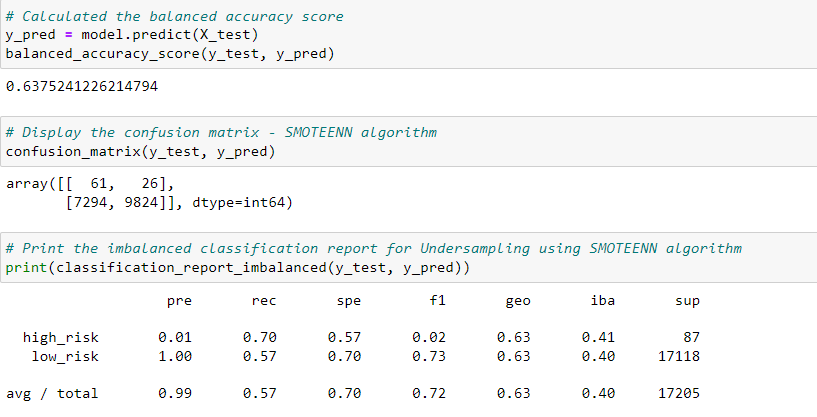 # Calculated the balanced accuracy score
y_pred = model.predict(X_test)
balanced_accuracy_score(y_test, y_pred)
0.6375241226214794
# Display the confusion matrix - SMOTEENN algorithm
confusion_matrix(y_test, y_pred)
array([[  61,   26],
       [7294, 9824]], dtype=int64)
# Print the imbalanced classification report for Undersampling using SMOTEENN algorithm
print(classification_report_imbalanced(y_test, y_pred))
pre rec spe f1 geo iba sup
high_risk 0.01 0.70 0.57 0.02 0.63 0.41 87
low_risk 1.00 0.57 0.70 0.73 0.63 0.40 17118
avg / total 0.99 0.57 0.70 0.72 0.63 0.40 17205